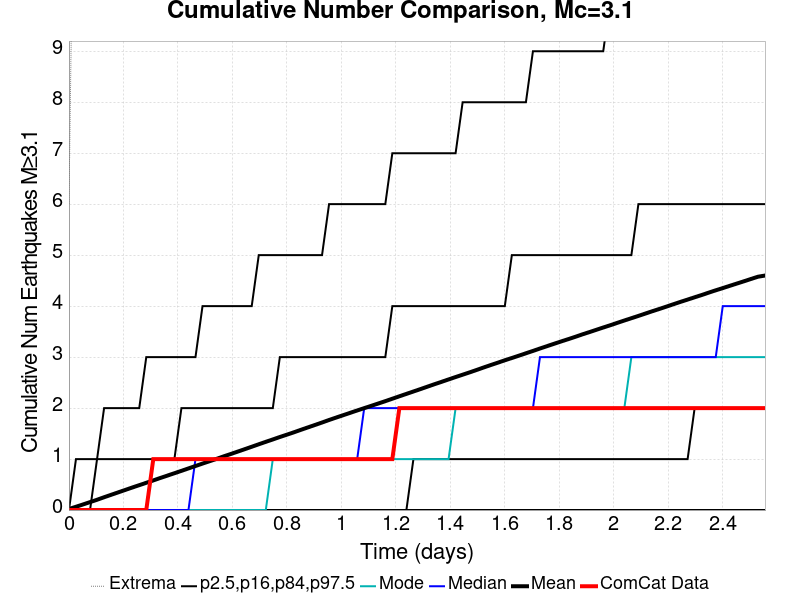 Cumulative Number Comparison, Mc=3.1
Cumulative Num Earthquakes M≥3.1
9
8
7
6
5
4
3
2
1
0
0 0.2 0.4 0.6 0.8 1 1.2 1.4 1.6 1.8 2 2.2 2.4
Time (days)
Extrema p2.5,p16,p84,p97.5 Mode Median Mean ComCat Data